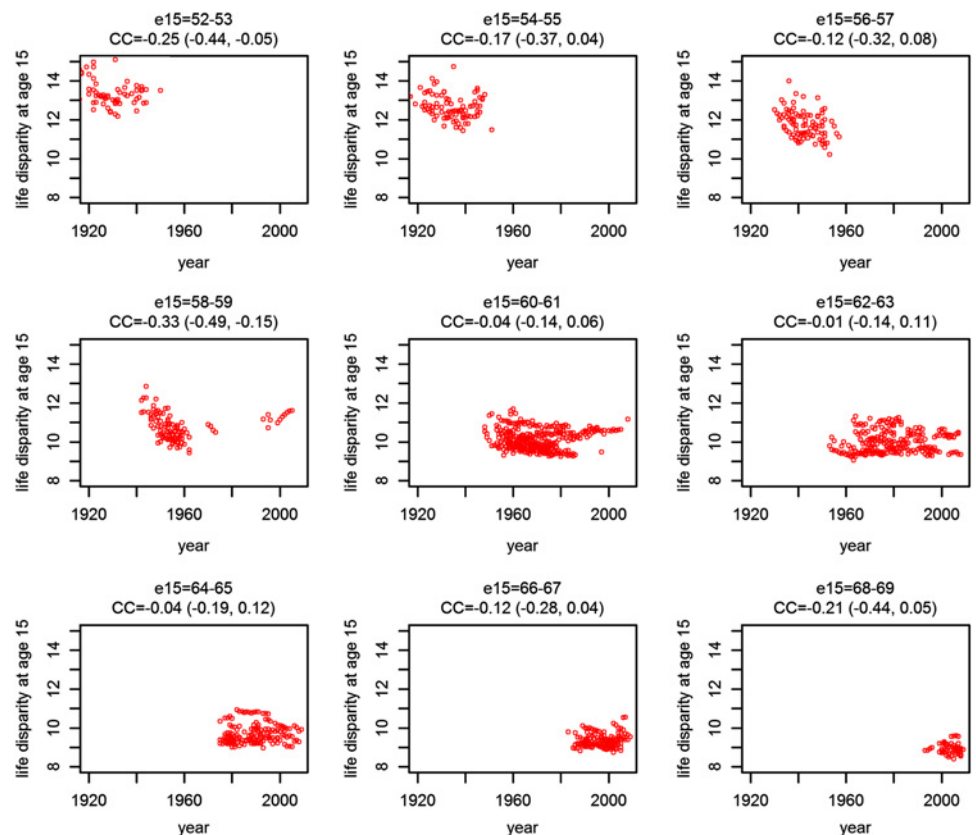 e15=52-53
CC=-0.25 (-0.44, -0.05)
life disparity at age 15
14
12
10
8
1920 1960 2000
year
e15=54-55
CC=-0.17 (-0.37, 0.04)
life disparity at age 15
14
12
10
8
1920 1960 2000
year
e15=56-57
CC=-0.12 (-0.32, 0.08)
life disparity at age 15
14
12
10
8
1920 1960 2000
year
e15=58-59
CC=-0.33 (-0.49, -0.15)
life disparity at age 15
14
12
10
8
1920 1960 2000
year
e15=60-61
CC=-0.04 (-0.14, 0.06)
life disparity at age 15
14
12
10
8
1920 1960 2000
year
e15=62-63
CC=-0.01 (-0.14, 0.11)
life disparity at age 15
14
12
10
8
1920 1960 2000
year
e15=64-65
CC=-0.04 (-0.19, 0.12)
life disparity at age 15
14
12
10
8
1920 1960 2000
year
e15=66-67
CC=-0.12 (-0.28, 0.04)
life disparity at age 15
14
12
10
8
1920 1960 2000
year
e15=68-69
CC=-0.21 (-0.44, 0.05)
life disparity at age 15
14
12
10
8
1920 1960 2000
year